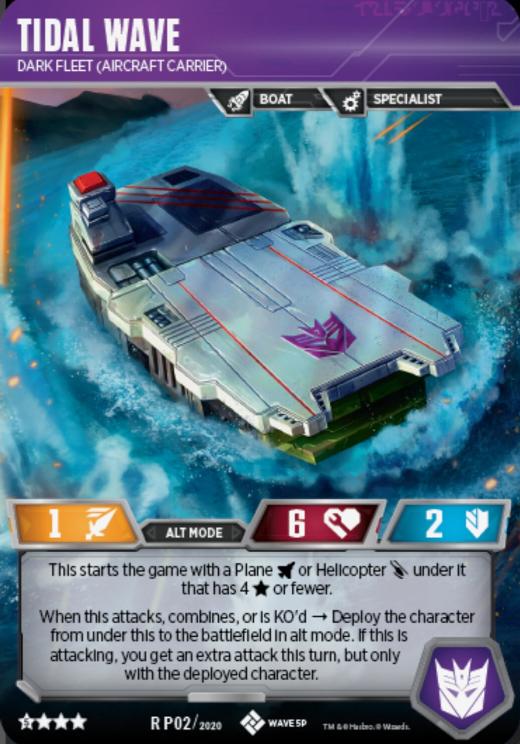 TIDAL WAVE
DARK FLEET (AIRCRAFT CARRIER)
BOAT
SPECIALIST
1
ALT MODE
6
2
This starts the game with a Plane or Helicopter under it
that has 4 ★ or fewer.
When this attacks, combines, or is KO'd → Deploy the character
from under this to the battlefield in alt mode. If this is
attacking, you get an extra attack this turn, but only
with the deployed character.
R P02/2020
WAVE 5P
TM & © Hasbro. © Wizards.